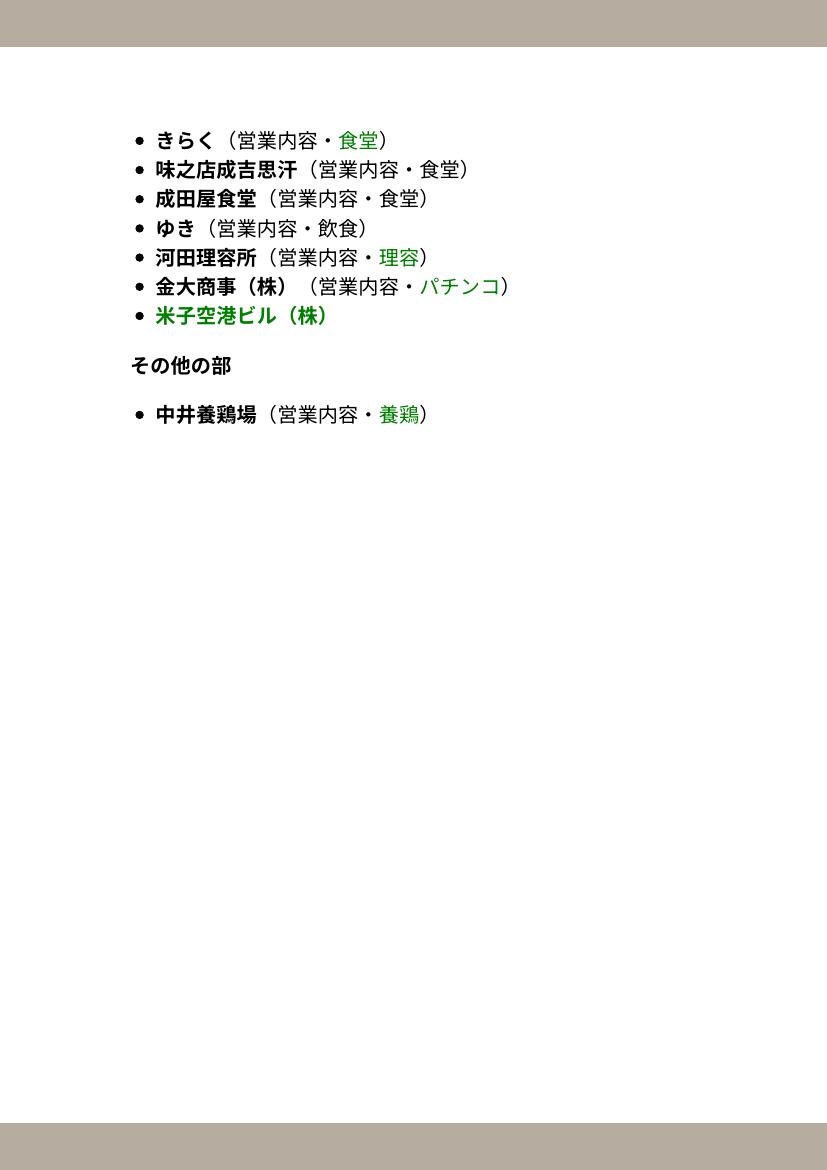 • きらく（営業内容・食堂）
• 味之店成吉思汗（営業内容・食堂）
• 成田屋食堂（営業内容・食堂）
• ゆき（営業内容・飲食）
• 河田理容所（営業内容・理容）
• 金大商事（株）（営業内容・パチンコ）
• 米子空港ビル（株）
その他の部
• 中井養鶏場（営業内容・養鶏）